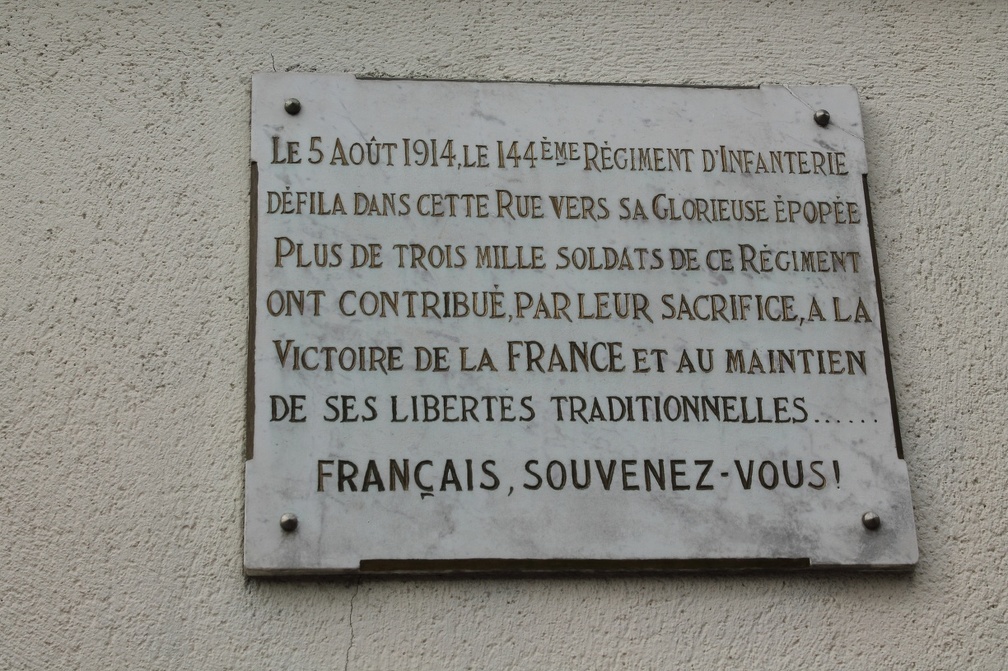 LE 5 AOÛT 1914, LE 144ÈME RÉGIMENT D'INFANTERIE
DÉFILA DANS CETTE RUE VERS SA GLORIEUSE ÉPOPÉE
PLUS DE TROIS MILLE SOLDATS DE CE RÉGIMENT
ONT CONTRIBUÉ, PAR LEUR SACRIFICE, A LA
VICTOIRE DE LA FRANCE ET AU MAINTIEN
DE SES LIBERTES TRADITIONNELLES......
FRANÇAIS, SOUVENEZ-VOUS!